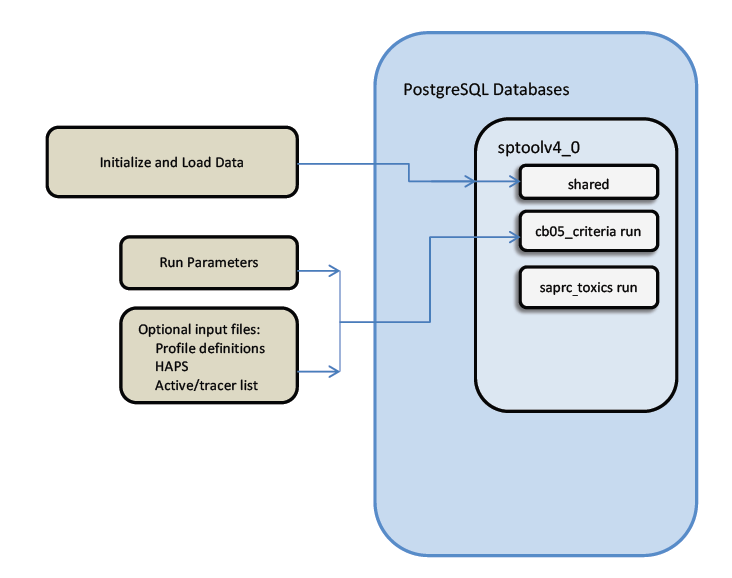 PostgreSQL Databases
sptoolv4_0
Initialize and Load Data
shared
cb05_criteria run
Run Parameters
saprc_toxics run
Optional input files:
Profile definitions
HAPS
Active/tracer list